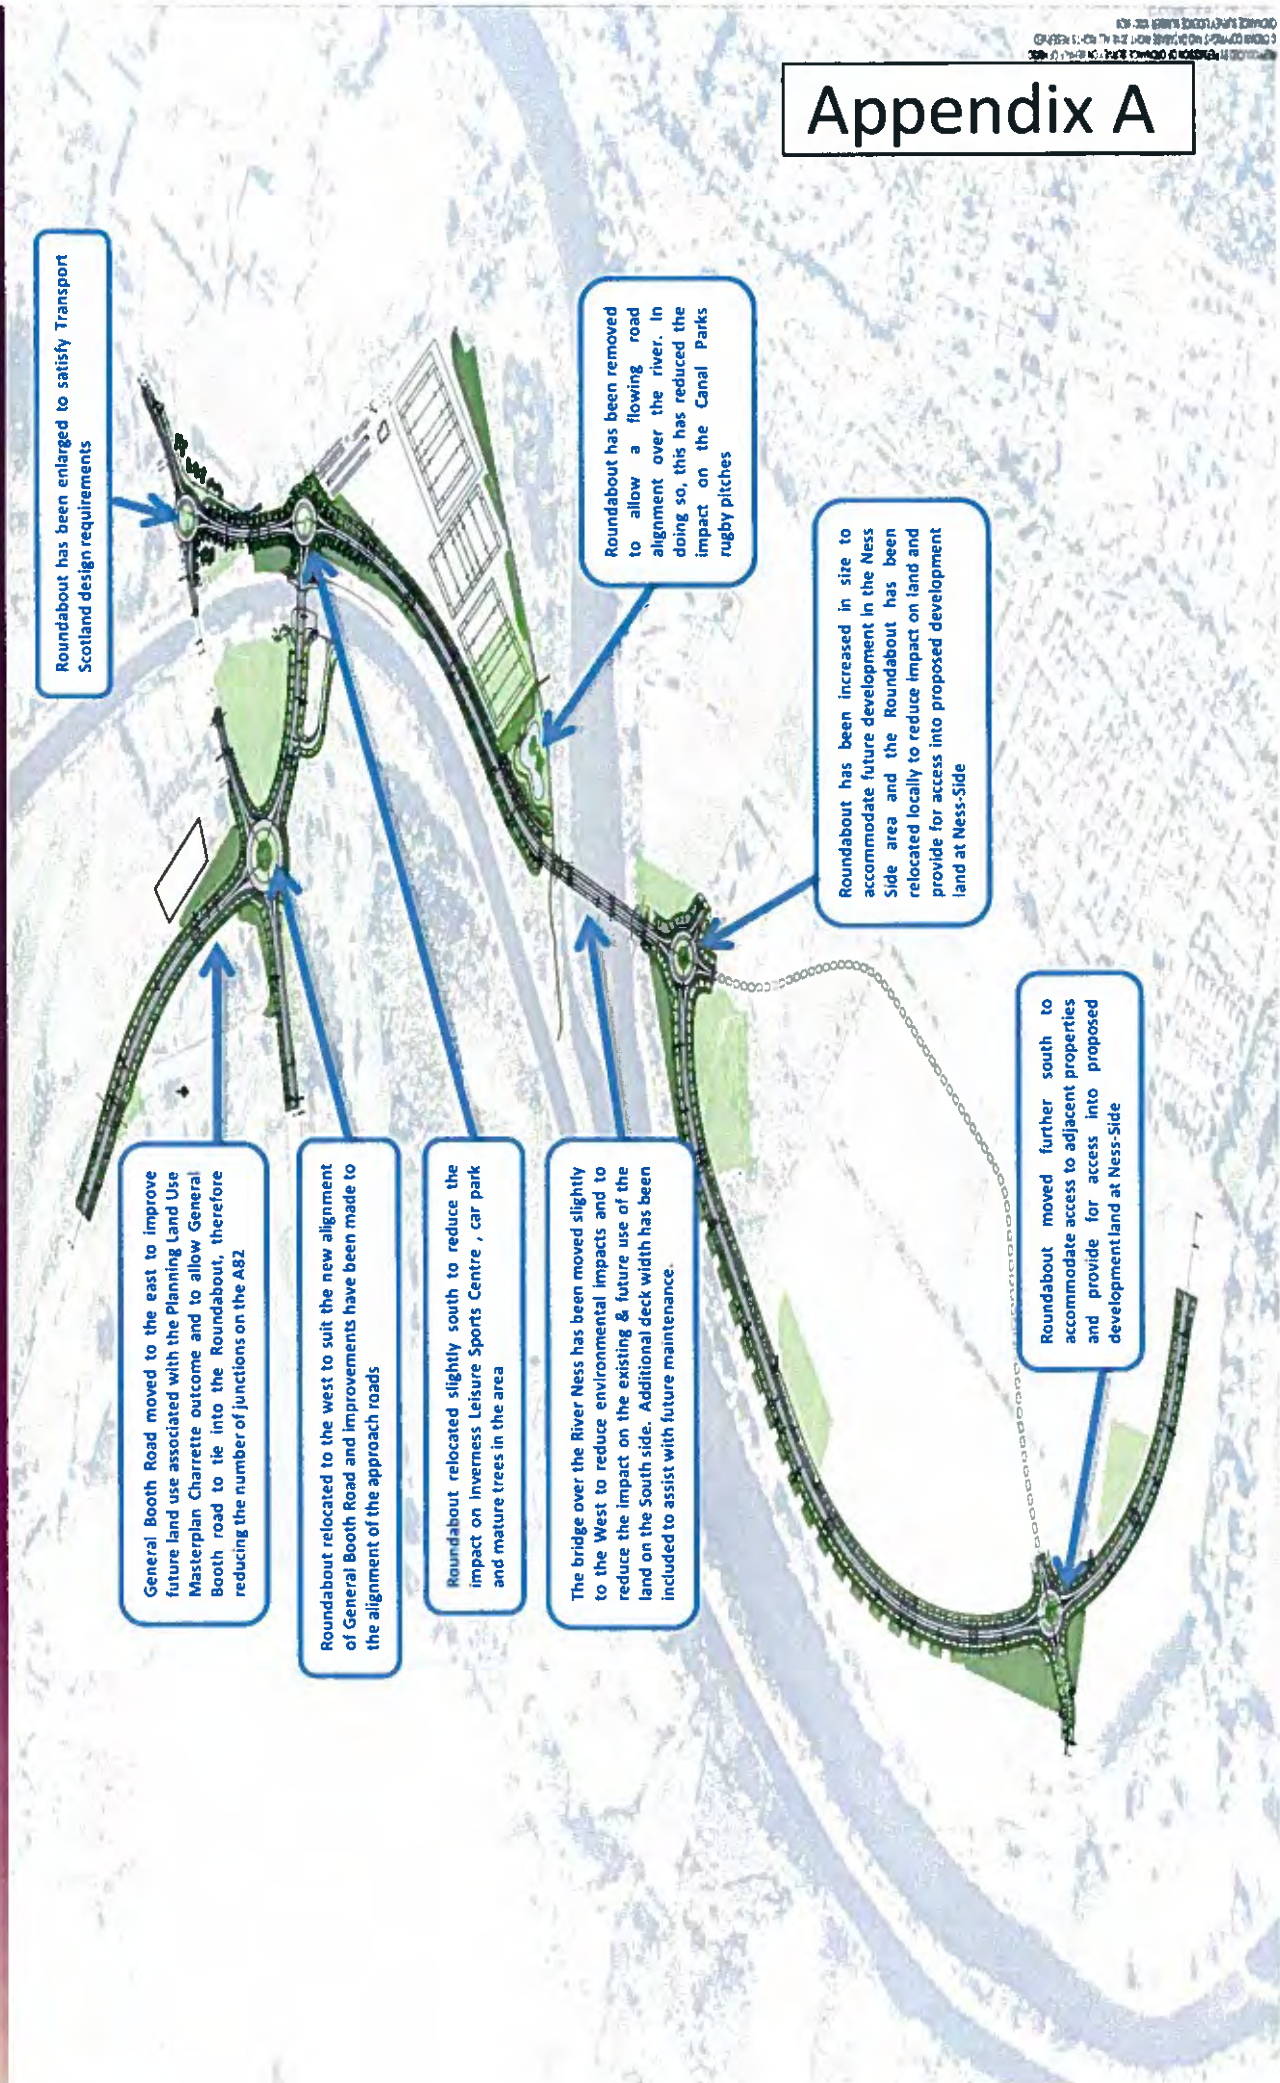 Appendix A
General Booth Road moved to the east to improve
future land use associated with the Planning Land Use
Masterplan Charrette outcome and to allow General
Booth road to tie into the Roundabout, therefore
reducing the number of junctions on the A82
Roundabout relocated to the west to suit the new alignment
of General Booth Road and improvements have been made to
the alignment of the approach roads
Roundabout relocated slightly south to reduce the
impact on Inverness Leisure Sports Centre , car park
and mature trees in the area
The bridge over the River Ness has been moved slightly
to the West to reduce environmental impacts and to
reduce the impact on the existing & future use of the
land on the South side. Additional deck width has been
included to assist with future maintenance.
Roundabout has been enlarged to satisfy Transport
Scotland design requirements
Roundabout has been removed
to allow a flowing road
alignment over the river. In
doing so, this has reduced the
impact on the Canal Parks
rugby pitches
Roundabout has been increased in size to
accommodate future development in the Ness
Side area and the Roundabout has been
relocated locally to reduce impact on land and
provide for access into proposed development
land at Ness-Side
Roundabout moved further south to
accommodate access to adjacent properties
and provide for access into proposed
development land at Ness-Side